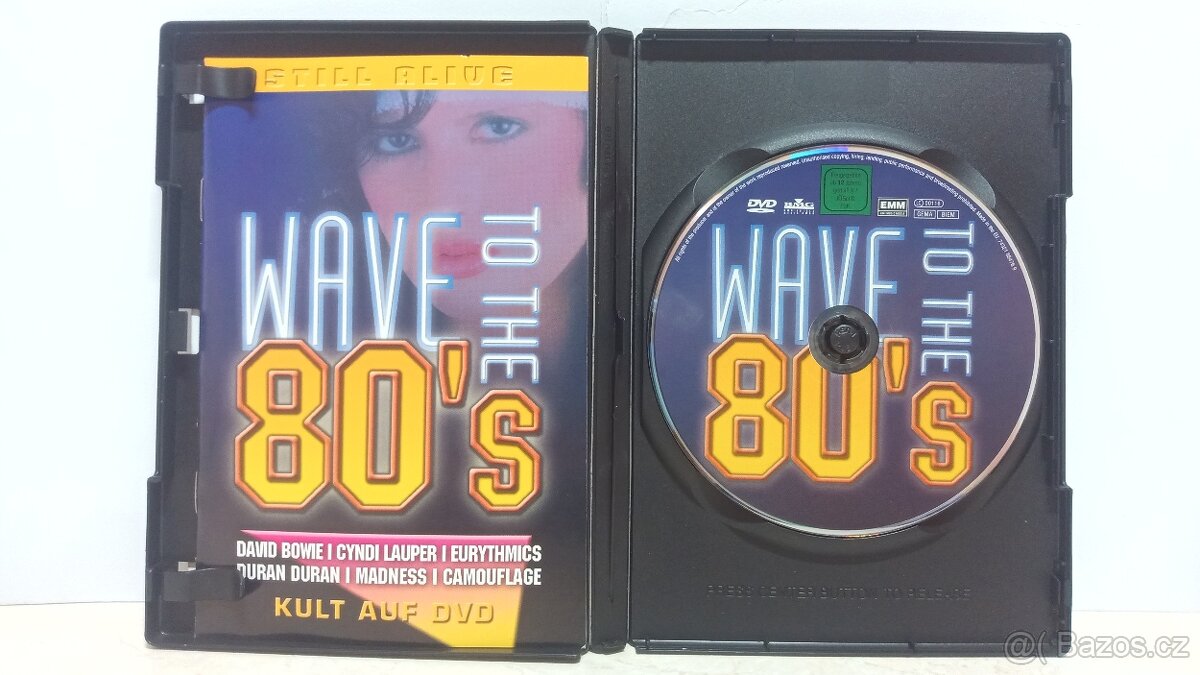 STILL ALIVE
WAVE
TO THE
80's
DAVID BOWIE I CYNDI LAUPER I EURYTHMICS
DURAN DURAN I MADNESS I CAMOUFLAGE
KULT AUF DVD
DVD
BMG
EMM
GEMA BIEM
WAVE
TO THE
80's
PRESS CENTER BUTTON TO RELEASE
Bazos.cz